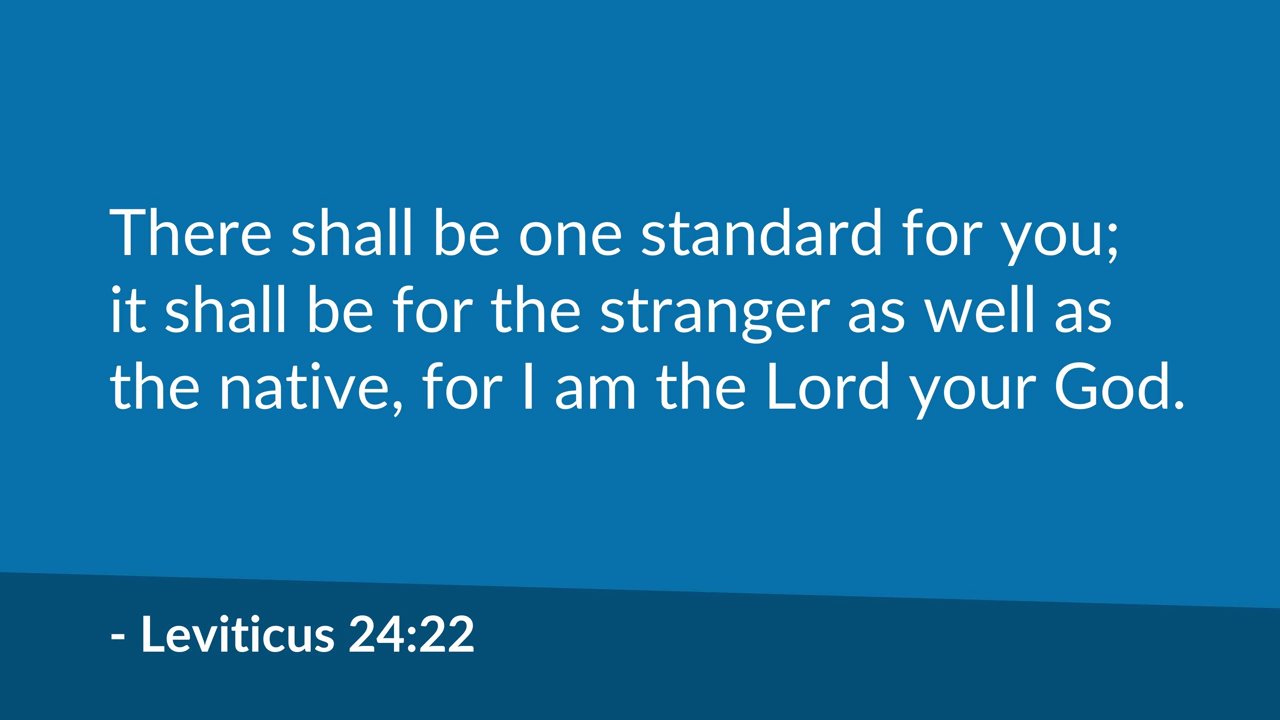 There shall be one standard for you;
it shall be for the stranger as well as
the native, for I am the Lord your God.
- Leviticus 24:22